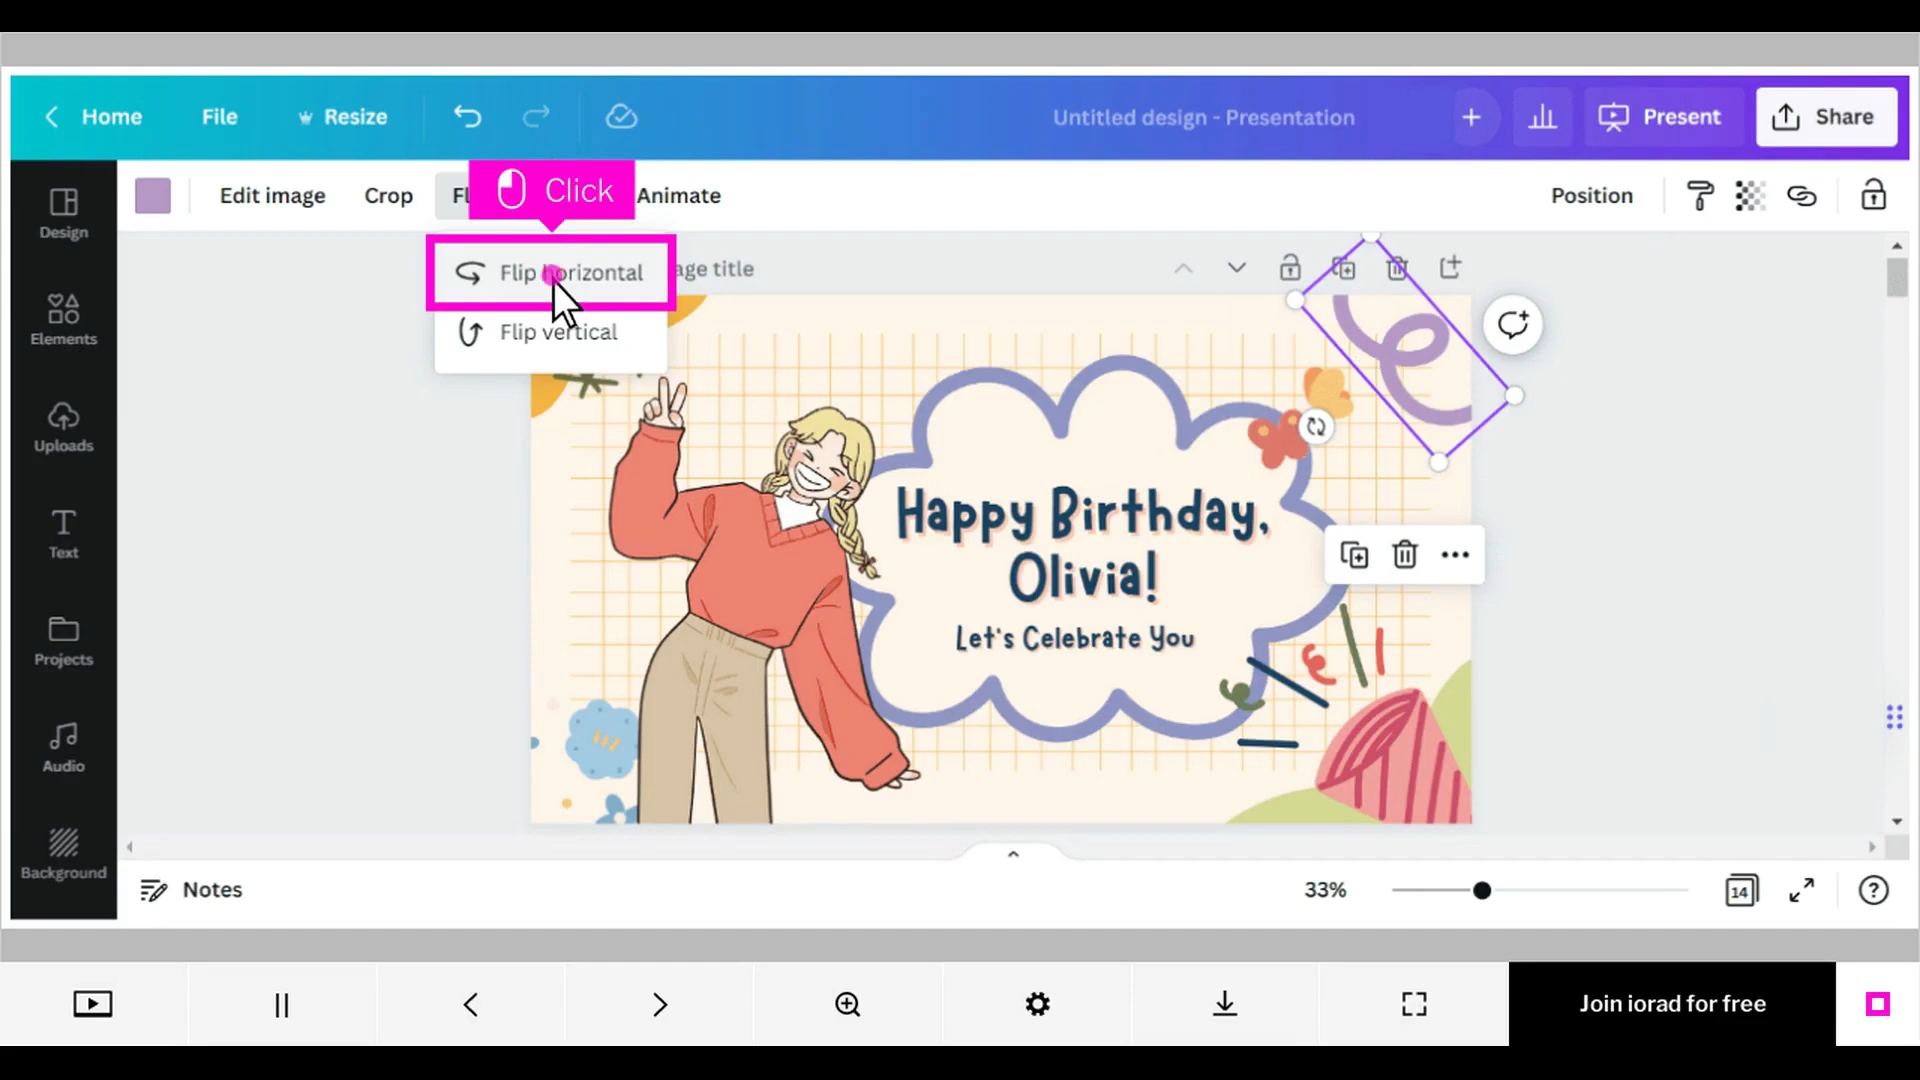 Home
File
Resize
Untitled design - Presentation
Present
Share
Edit image
Crop
Click
Animate
Position
Flip horizontal
Flip vertical
title
Design
Elements
Uploads
Text
Projects
Audio
Background
Happy Birthday,
Olivia!
Let's Celebrate You
Notes
33%
14
Join iorad for free